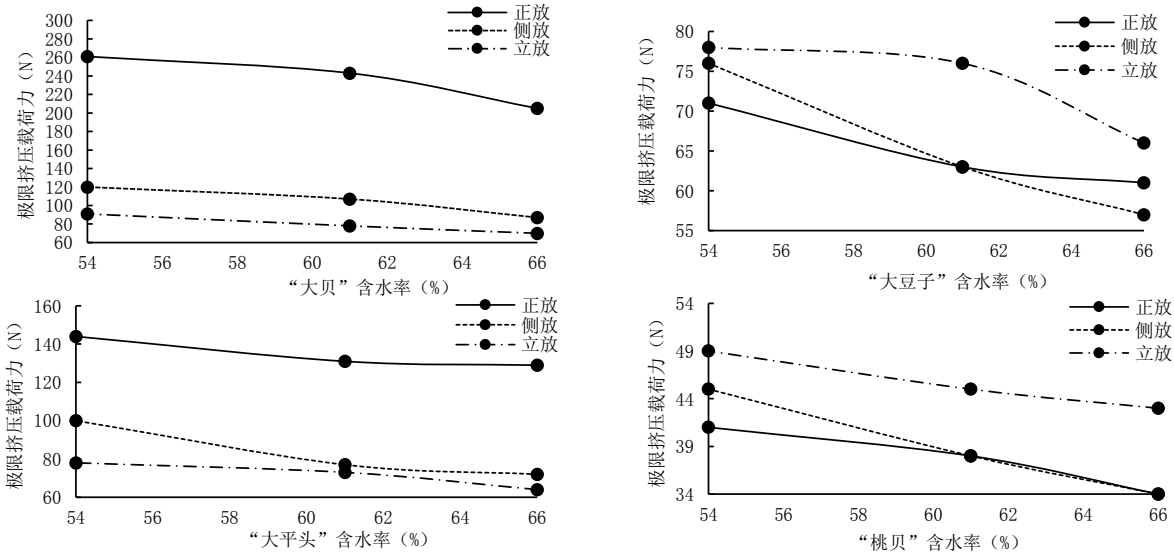 正放
侧放
立放
极限挤压载荷力（N）
300
280
260
240
220
200
180
160
140
120
100
80
60
54
56
58
60
62
64
66
“大贝”含水率（%）
正放
侧放
立放
极限挤压载荷力（N）
80
75
70
65
60
55
54
56
58
60
62
64
66
“大豆子”含水率（%）
正放
侧放
立放
极限挤压载荷力（N）
160
140
120
100
80
60
54
56
58
60
62
64
66
“大平头”含水率（%）
正放
侧放
立放
极限挤压载荷力（N）
54
49
44
39
34
54
56
58
60
62
64
66
“桃贝”含水率（%）